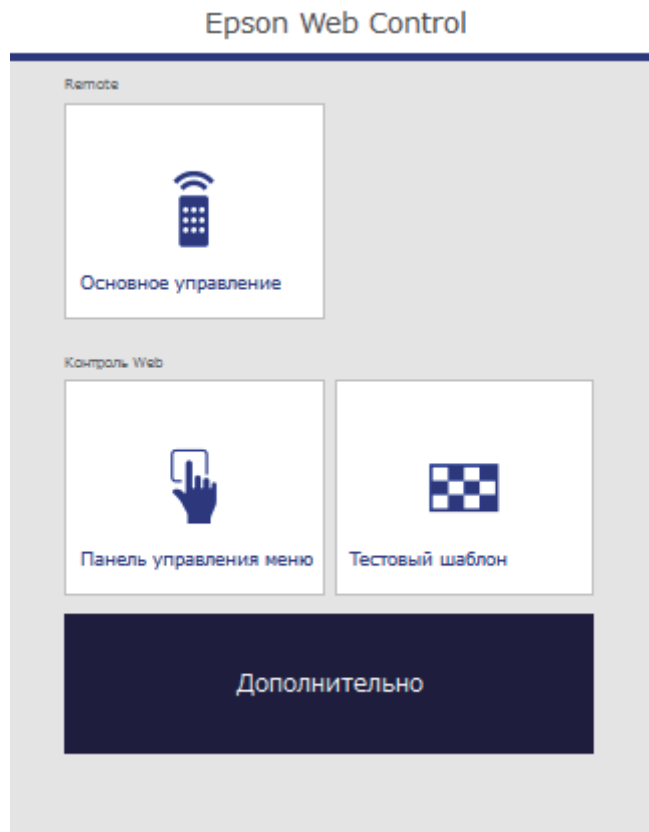 Epson Web Control
Remote
Основное управление
Контроль Web
Панель управления меню
Тестовый шаблон
Дополнительно